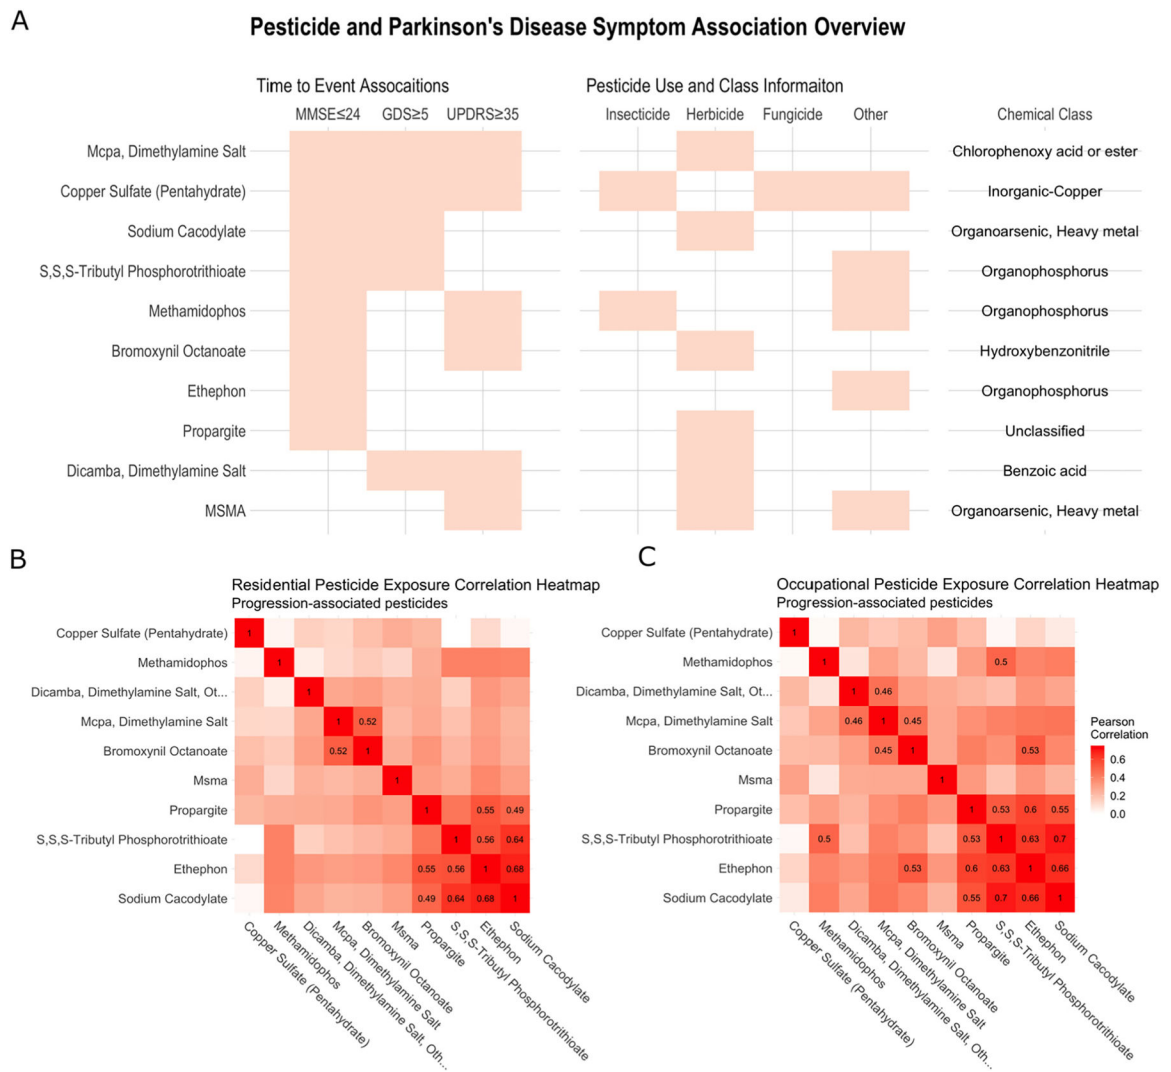 A
Pesticide and Parkinson's Disease Symptom Association Overview
Time to Event Assocaitions
Pesticide Use and Class Informaiton
MMSE≤24 GDS≥5 UPDRS≥35 Insecticide Herbicide Fungicide Other Chemical Class
Mcpa, Dimethylamine Salt Chlorophenoxy acid or ester
Copper Sulfate (Pentahydrate) Inorganic-Copper
Sodium Cacodylate Organoarsenic, Heavy metal
S,S,S-Tributyl Phosphorotrithioate Organophosphorus
Methamidophos Organophosphorus
Bromoxynil Octanoate Hydroxybenzonitrile
Ethephon Organophosphorus
Propargite Unclassified
Dicamba, Dimethylamine Salt Benzoic acid
MSMA Organoarsenic, Heavy metal
B
Residential Pesticide Exposure Correlation Heatmap
Progression-associated pesticides
Copper Sulfate (Pentahydrate) 1
Methamidophos 1
Dicamba, Dimethylamine Salt, Ot... 1
Mcpa, Dimethylamine Salt 1 0.52
Bromoxynil Octanoate 0.52 1
Msma 1
Propargite 1 0.55 0.49
S,S,S-Tributyl Phosphorotrithioate 1 0.56 0.64
Ethephon 0.55 0.56 1 0.68
Sodium Cacodylate 0.49 0.64 0.68 1
Copper Sulfate (Pentahydrate)
Methamidophos
Dicamba, Dimethylamine Salt, Oth...
Mcpa, Dimethylamine Salt
Bromoxynil Octanoate
Msma
Propargite
S,S,S-Tributyl Phosphorotrithioate
Ethephon
Sodium Cacodylate
C
Occupational Pesticide Exposure Correlation Heatmap
Progression-associated pesticides
Copper Sulfate (Pentahydrate) 1
Methamidophos 1 0.5
Dicamba, Dimethylamine Salt, Ot... 1 0.46
Mcpa, Dimethylamine Salt 0.46 1 0.45
Bromoxynil Octanoate 0.45 1 0.53
Msma 1
Propargite 1 0.53 0.6 0.55
S,S,S-Tributyl Phosphorotrithioate 0.5 0.53 1 0.63 0.7
Ethephon 0.53 0.6 0.63 1 0.66
Sodium Cacodylate 0.55 0.7 0.66 1
Copper Sulfate (Pentahydrate)
Methamidophos
Dicamba, Dimethylamine Salt, Oth...
Mcpa, Dimethylamine Salt
Bromoxynil Octanoate
Msma
Propargite
S,S,S-Tributyl Phosphorotrithioate
Ethephon
Sodium Cacodylate
Pearson
Correlation
0.6
0.4
0.2
0.0